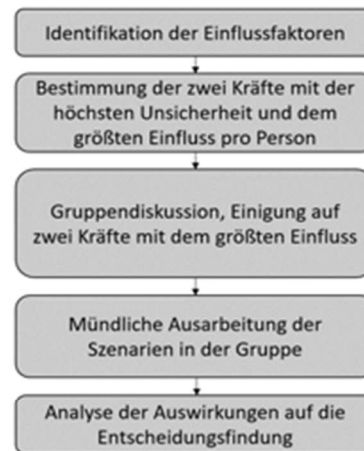 Identifikation der Einflussfaktoren
Bestimmung der zwei Kräfte mit der
höchsten Unsicherheit und dem
größten Einfluss pro Person
Gruppendiskussion, Einigung auf
zwei Kräfte mit dem größten Einfluss
Mündliche Ausarbeitung der
Szenarien in der Gruppe
Analyse der Auswirkungen auf die
Entscheidungsfindung